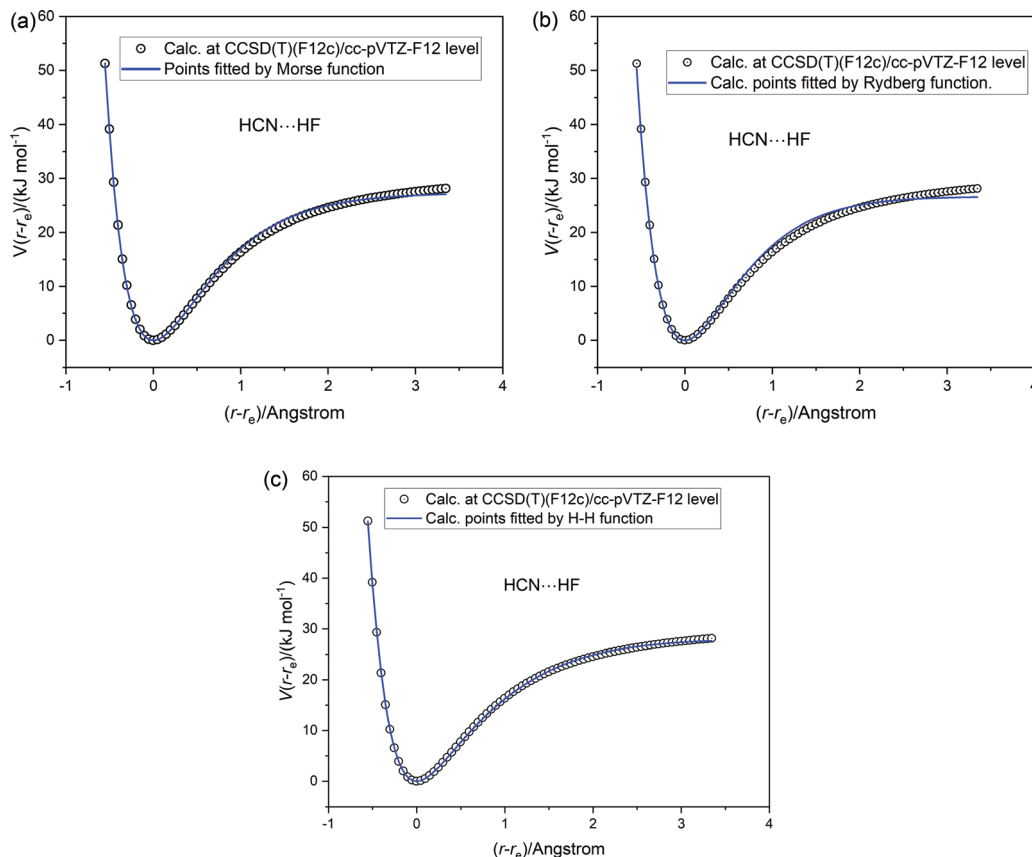 (a)
60
50
40
30
20
10
0
V(r-re)/(kJ mol-1)
Calc. at CCSD(T)(F12c)/cc-pVTZ-F12 level
Points fitted by Morse function
HCN···HF
-1 0 1 2 3 4
(r-re)/Angstrom
(b)
60
50
40
30
20
10
0
V(r-re)/(kJ mol-1)
Calc. at CCSD(T)(F12c)/cc-pVTZ-F12 level
Calc. points fitted by Rydberg function.
HCN···HF
-1 0 1 2 3 4
(r-re)/Angstrom
(c)
60
50
40
30
20
10
0
V(r-re)/(kJ mol-1)
Calc. at CCSD(T)(F12c)/cc-pVTZ-F12 level
Calc. points fitted by H-H function
HCN···HF
-1 0 1 2 3 4
(r-re)/Angstrom